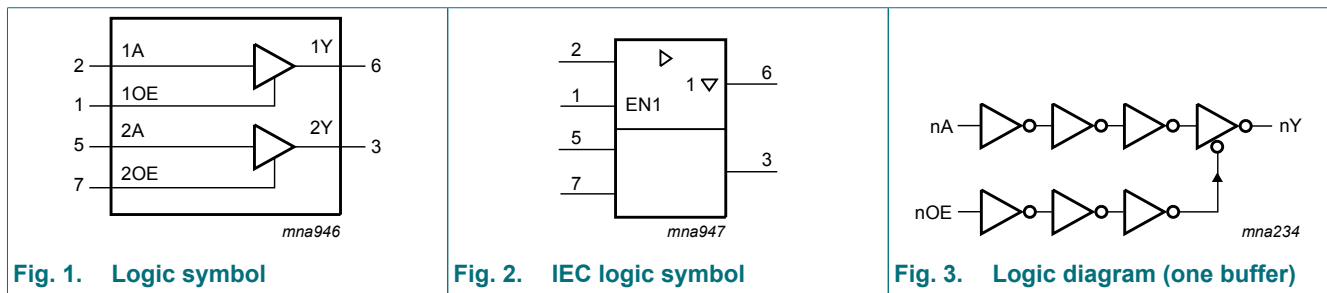 1A
1Y
2
6
1OE
1
2A
2Y
5
3
2OE
7
mna946
Fig. 1. Logic symbol
2
6
1
1
EN1
5
3
7
mna947
Fig. 2. IEC logic symbol
nA
nY
nOE
mna234
Fig. 3. Logic diagram (one buffer)